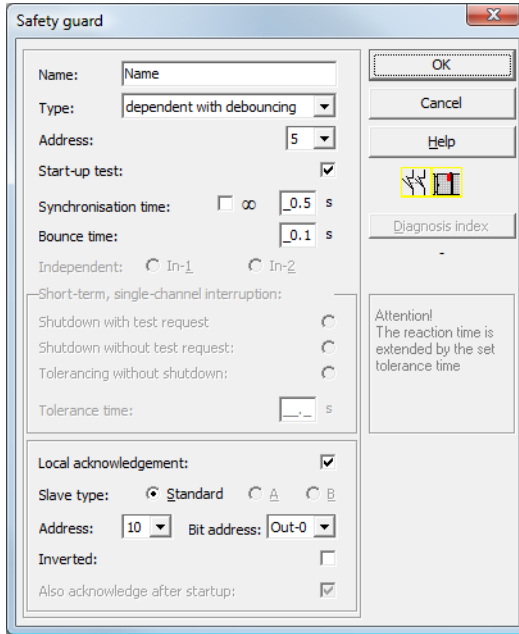 Safety guard
Name: Name
Type: dependent with debouncing
Address: 5
Start-up test:
Synchronisation time: ∞ _0.5 s
Bounce time: _0.1 s
Independent: In-1 In-2
Short-term, single-channel interruption:
Shutdown with test request
Shutdown without test request:
Tolerancing without shutdown:
Tolerance time: __._ s
Local acknowledgement:
Slave type: Standard A B
Address: 10 Bit address: Out-0
Inverted:
Also acknowledge after startup:
OK
Cancel
Help
Diagnosis index
-
Attention!
The reaction time is
extended by the set
tolerance time